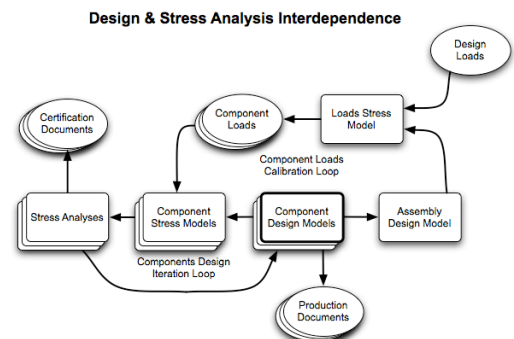 Design & Stress Analysis Interdependence
Design
Loads
Certification
Documents
Component
Loads
Loads Stress
Model
Component Loads
Calibration Loop
Stress Analyses
Component
Stress Models
Component
Design Models
Assembly
Design Model
Components Design
Iteration Loop
Production
Documents